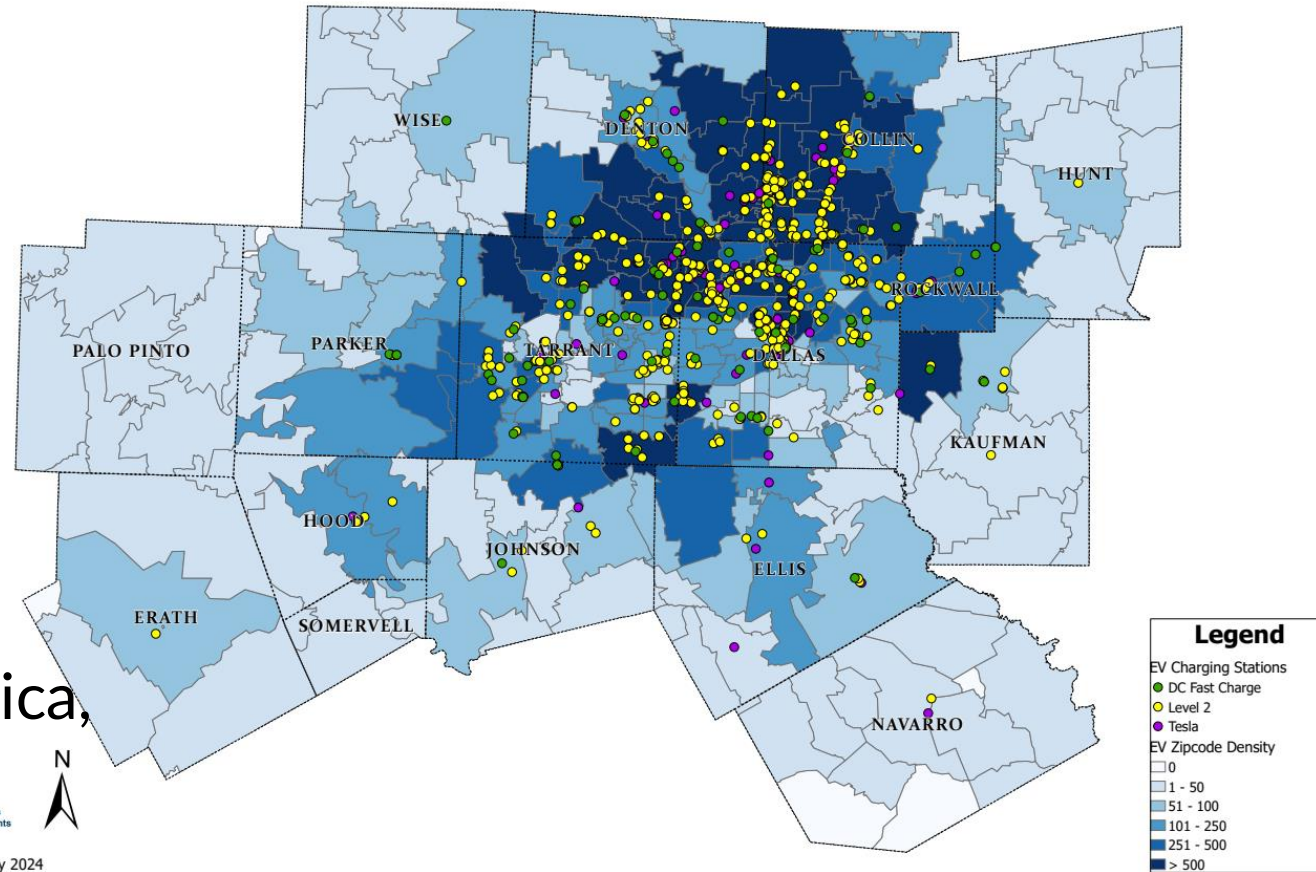 WISE
DENTON
COLLIN
HUNT
ROCKWALL
PALO PINTO
PARKER
TARRANT
DALLAS
KAUFMAN
HOOD
JOHNSON
ELLIS
ERATH
SOMERVELL
NAVARRO
ica,
N
nts
y 2024
Legend
EV Charging Stations
DC Fast Charge
Level 2
Tesla
EV Zipcode Density
0
1 - 50
51 - 100
101 - 250
251 - 500
> 500